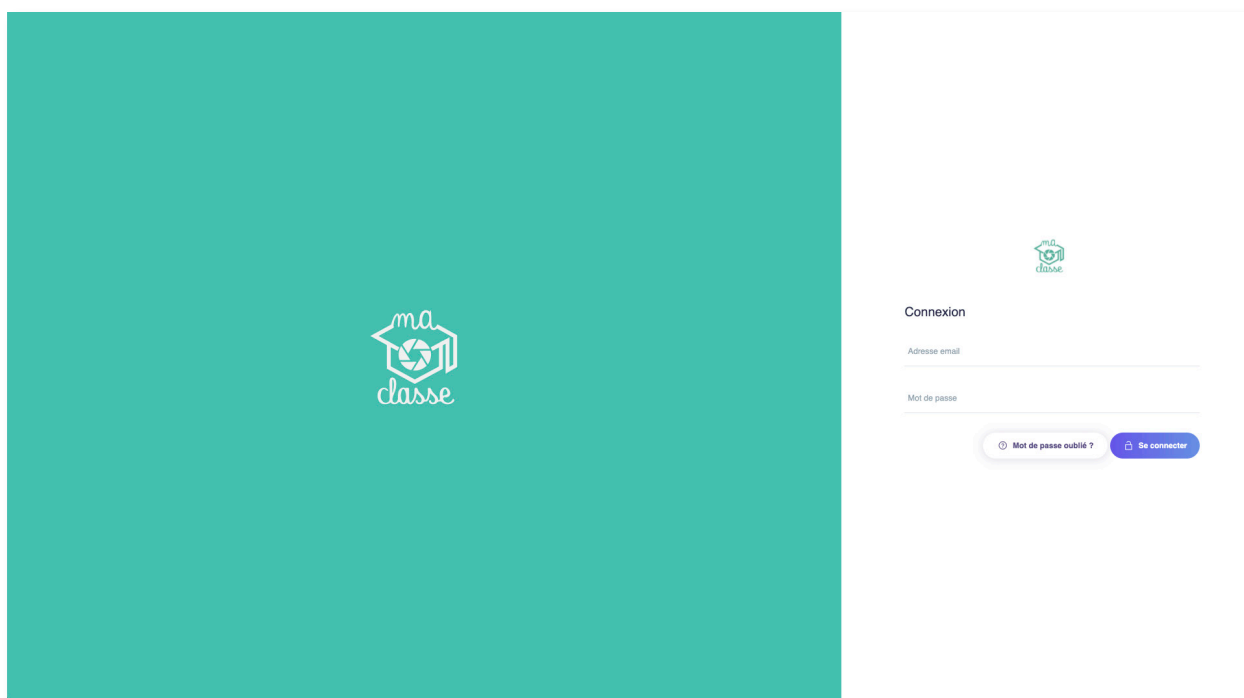 ma
classe
ma
classe
Connexion
Adresse email
Mot de passe
Mot de passe oublié ?
Se connecter